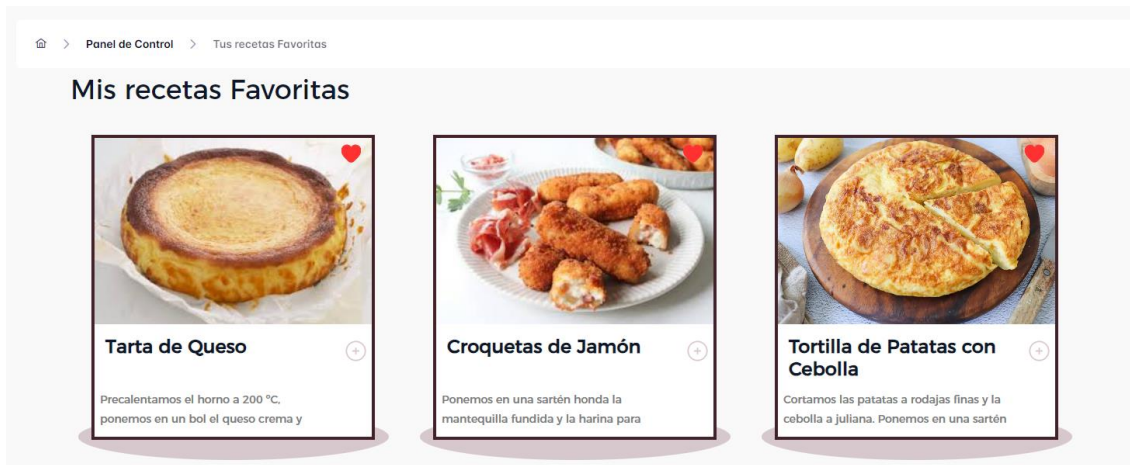 Panel de Control > Tus recetas Favoritas
Mis recetas Favoritas
Tarta de Queso
Precalentamos el horno a 200 ºC,
ponemos en un bol el queso crema y
Croquetas de Jamón
Ponemos en una sartén honda la
mantequilla fundida y la harina para
Tortilla de Patatas con
Cebolla
Cortamos las patatas a rodajas finas y la
cebolla a juliana. Ponemos en una sartén